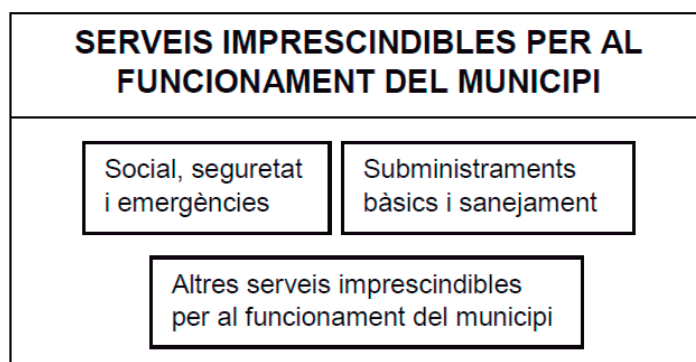 SERVEIS IMPRESCINDIBLES PER AL
FUNCIONAMENT DEL MUNICIPI
Social, seguretat
i emergències
Subministraments
bàsics i sanejament
Altres serveis imprescindibles
per al funcionament del municipi